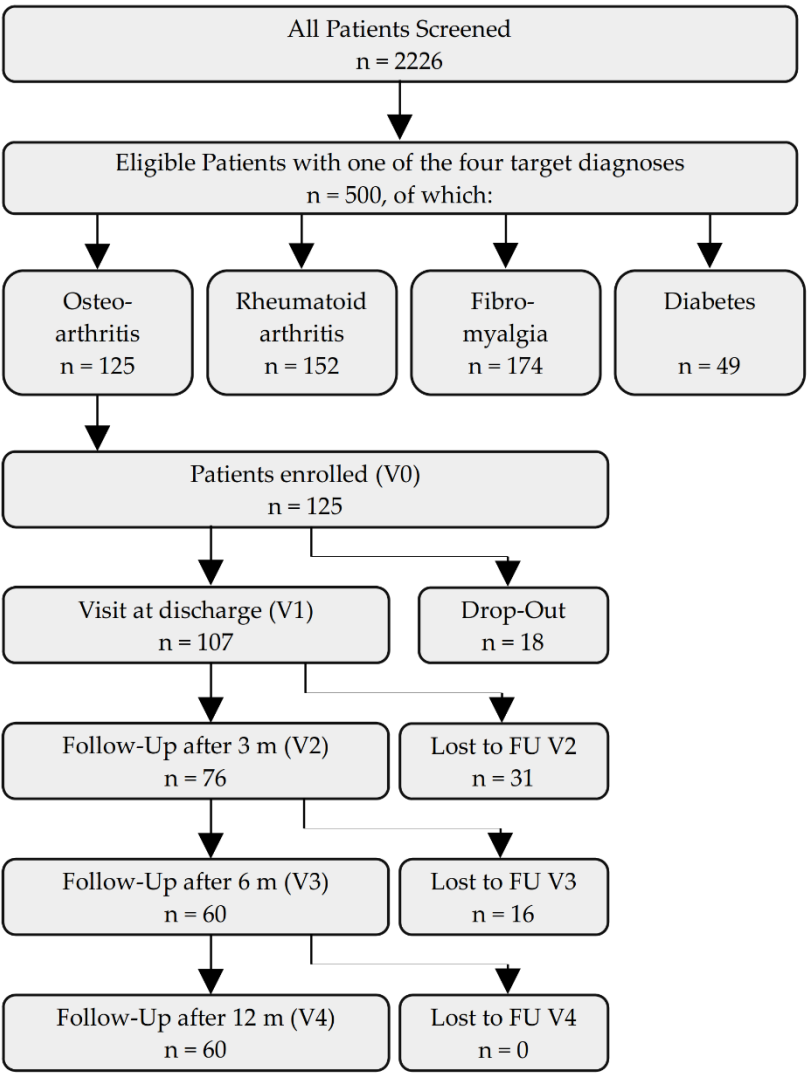 All Patients Screened
n = 2226
Eligible Patients with one of the four target diagnoses
n = 500, of which:
Osteo-
arthritis
n = 125
Rheumatoid
arthritis
n = 152
Fibro-
myalgia
n = 174
Diabetes
n = 49
Patients enrolled (V0)
n = 125
Visit at discharge (V1)
n = 107
Drop-Out
n = 18
Follow-Up after 3 m (V2)
n = 76
Lost to FU V2
n = 31
Follow-Up after 6 m (V3)
n = 60
Lost to FU V3
n = 16
Follow-Up after 12 m (V4)
n = 60
Lost to FU V4
n = 0